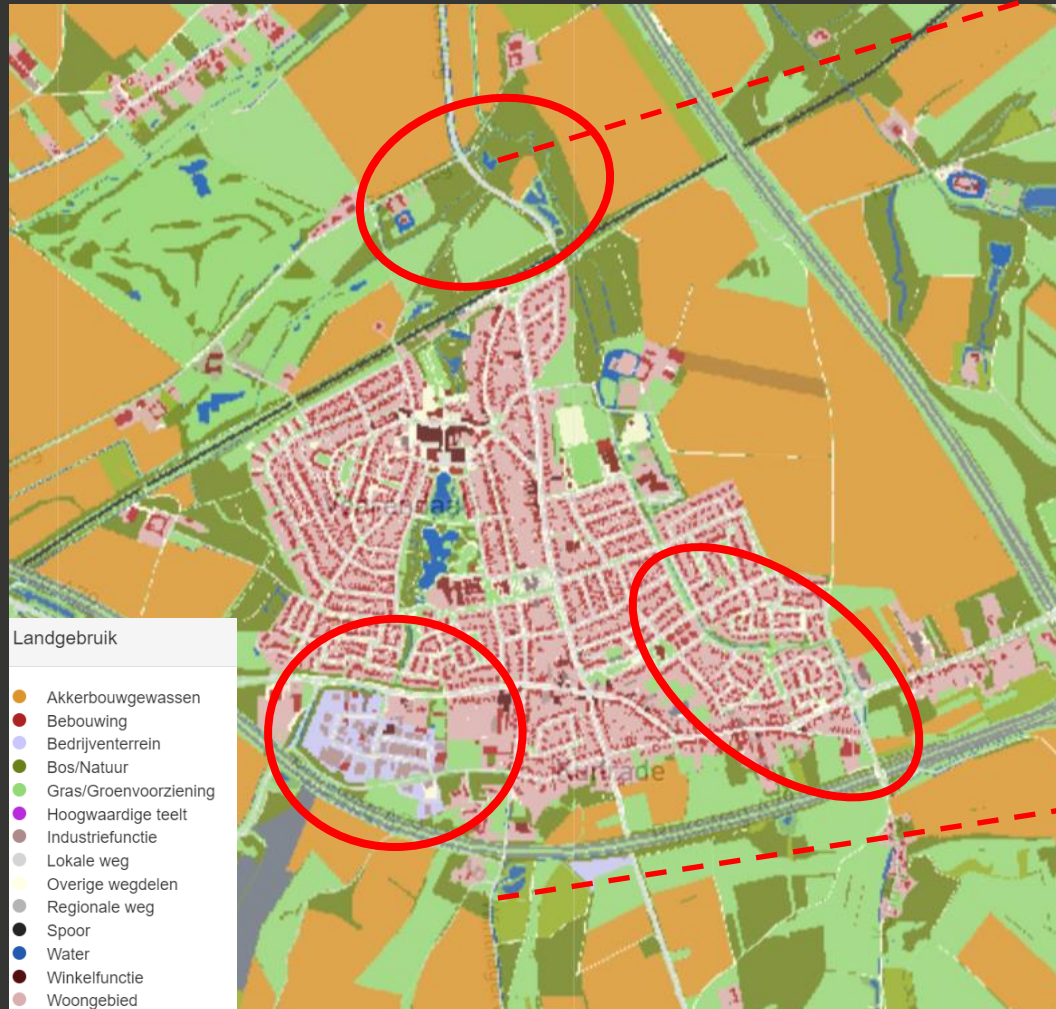 Kunrade
Landgebruik
Akkerbouwgewassen
Bebouwing
Bedrijventerrein
Bos/Natuur
Gras/Groenvoorziening
Hoogwaardige teelt
Industriefunctie
Lokale weg
Overige wegdelen
Regionale weg
Spoor
Water
Winkelfunctie
Woongebied